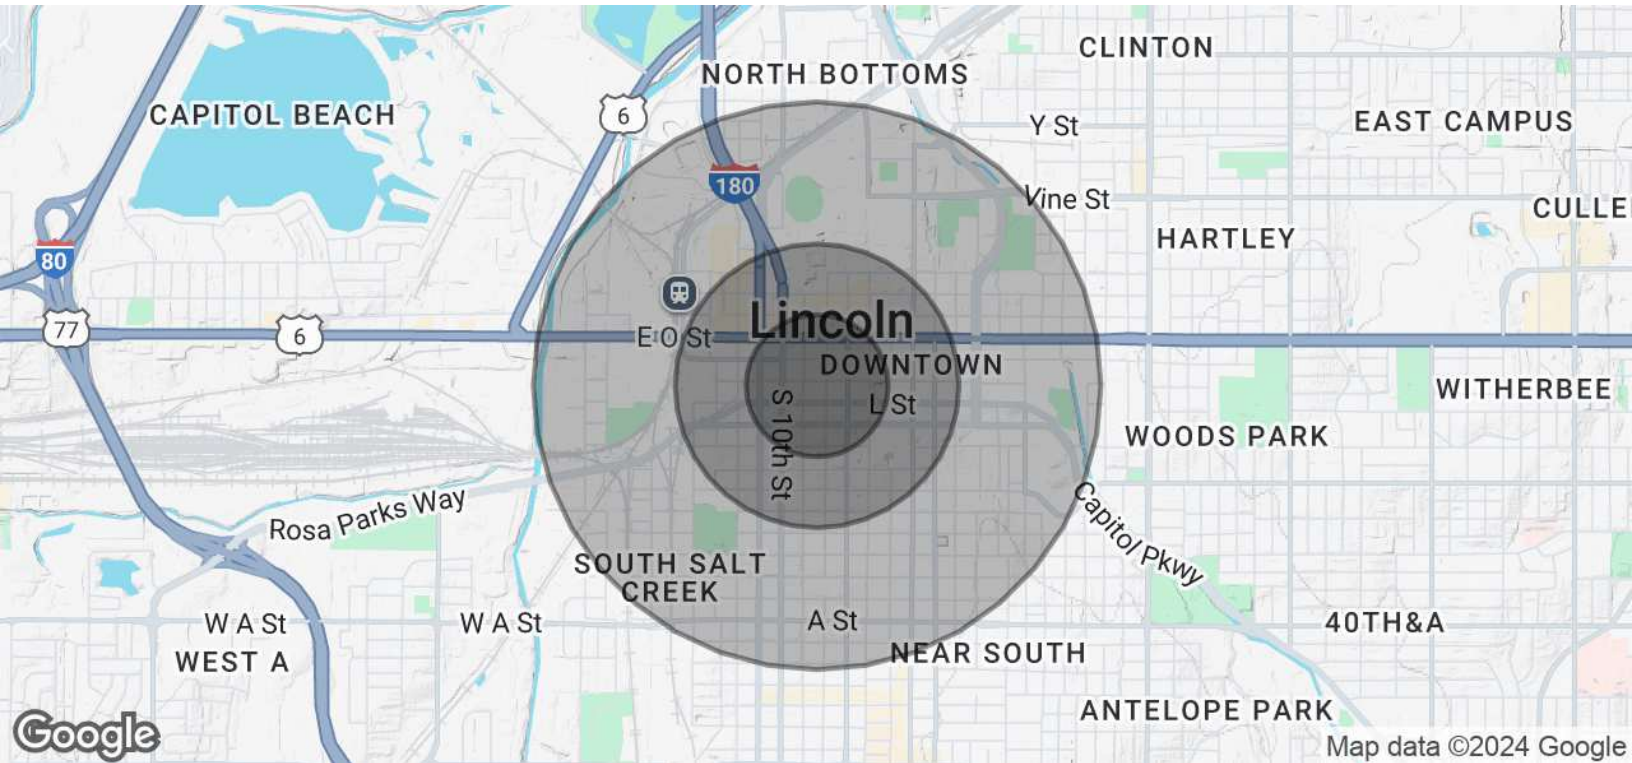 CLINTON
NORTH BOTTOMS
6
CAPITOL BEACH
Y St
EAST CAMPUS
180
Vine St
CULLE
HARTLEY
80
Lincoln
77
6
E O St
DOWNTOWN
WITHERBEE
S 10th St
L St
WOODS PARK
Rosa Parks Way
Capitol Pkwy
SOUTH SALT
CREEK
W A St
W A St
A St
40TH&A
WEST A
NEAR SOUTH
ANTELOPE PARK
Google
Map data ©2024 Google